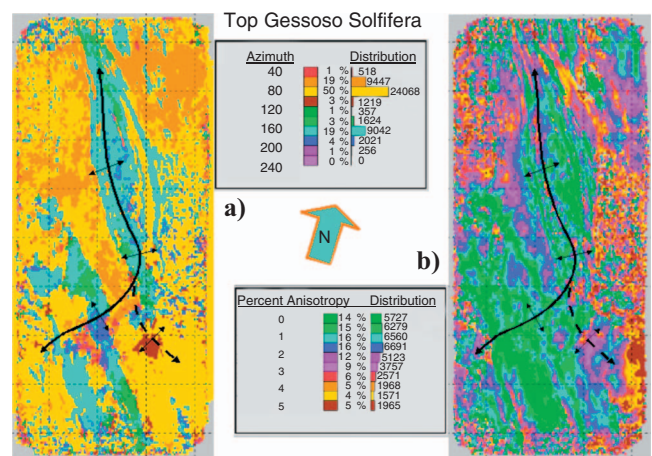 Top Gessoso Solfifera
Azimuth Distribution
40
80
120
160
200
240
1 % 518
19 % 9447
50 % 24068
3 % 1219
1 % 357
3 % 1624
19 % 9042
4 % 2021
1 % 256
0 % 0
a)
N
b)
Percent Anisotropy Distribution
0
1
2
3
4
5
14 % 5727
15 % 6279
16 % 6560
16 % 6691
12 % 5123
9 % 3757
6 % 2571
5 % 1968
4 % 1571
5 % 1965